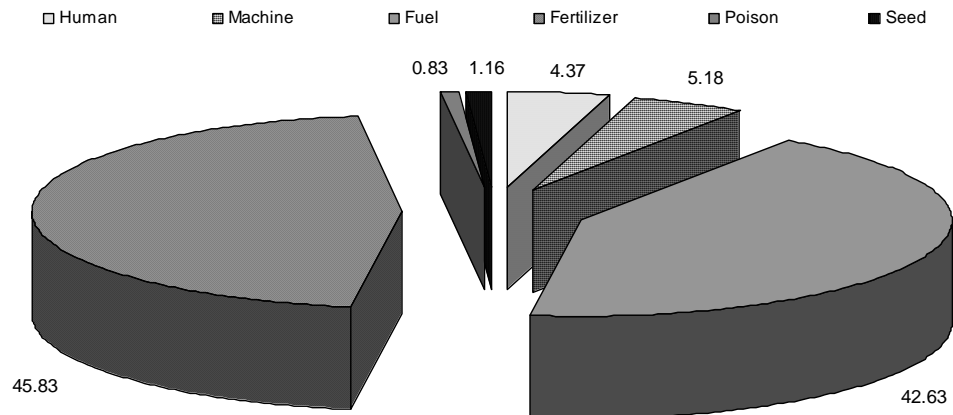 Human Machine Fuel Fertilizer Poison Seed
0.83 1.16 4.37
5.18
45.83
42.63